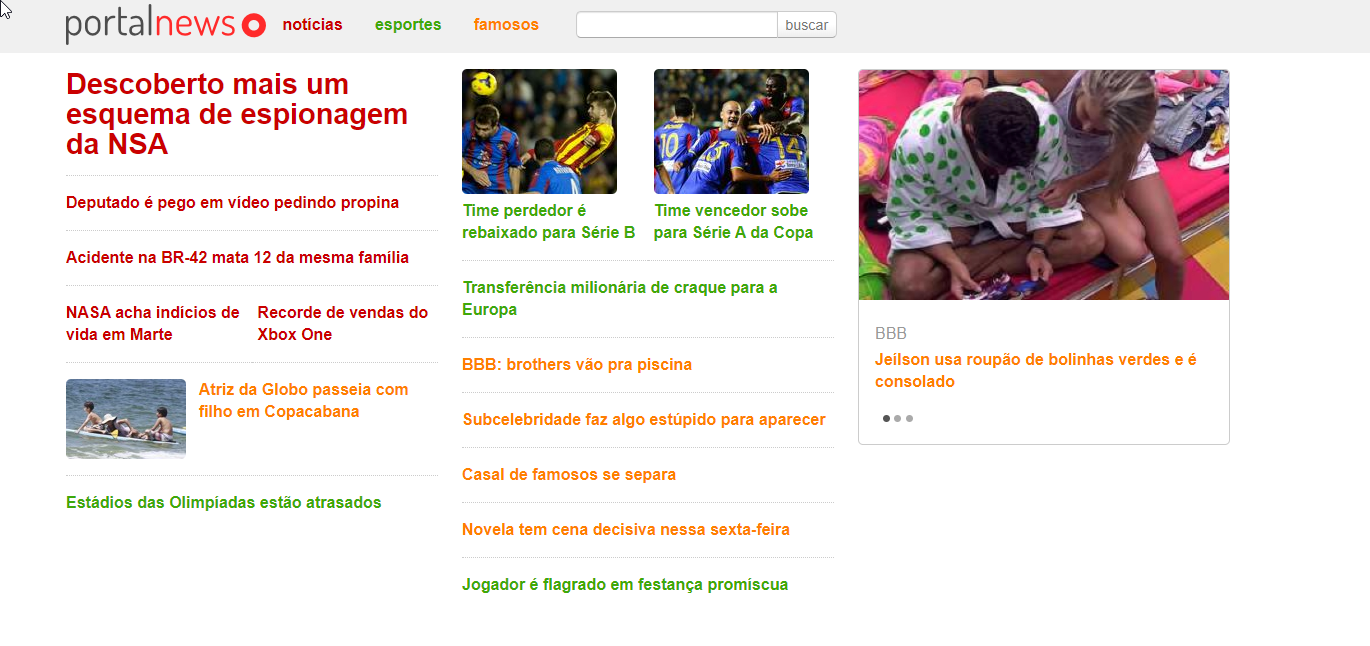 portalnews
notícias
esportes
famosos
buscar
Descoberto mais um
esquema de espionagem
da NSA
Deputado é pego em vídeo pedindo propina
Acidente na BR-42 mata 12 da mesma família
NASA acha indícios de
vida em Marte
Recorde de vendas do
Xbox One
Atriz da Globo passeia com
filho em Copacabana
Estádios das Olimpíadas estão atrasados
10
13
14
Time perdedor é
rebaixado para Série B
Time vencedor sobe
para Série A da Copa
Transferência milionária de craque para a
Europa
BBB: brothers vão pra piscina
Subcelebridade faz algo estúpido para aparecer
Casal de famosos se separa
Novela tem cena decisiva nessa sexta-feira
Jogador é flagrado em festança promíscua
BBB
Jeílson usa roupão de bolinhas verdes e é
consolado